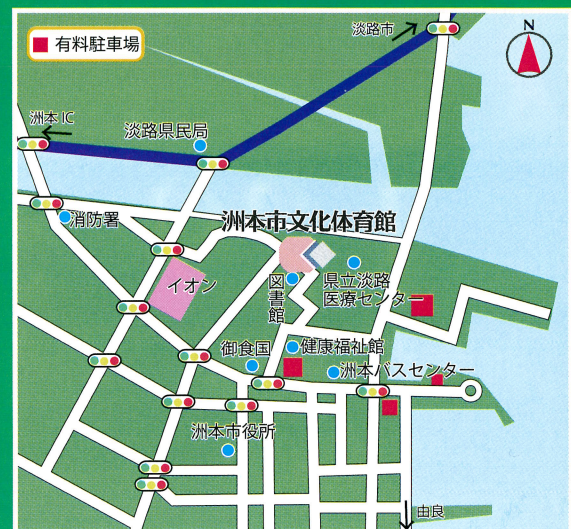 有料駐車場
淡路市
N
洲本IC
淡路県民局
消防署
洲本市文化体育館
イオン
図書館
県立淡路
医療センター
御食国
健康福祉館
洲本バスセンター
洲本市役所
由良